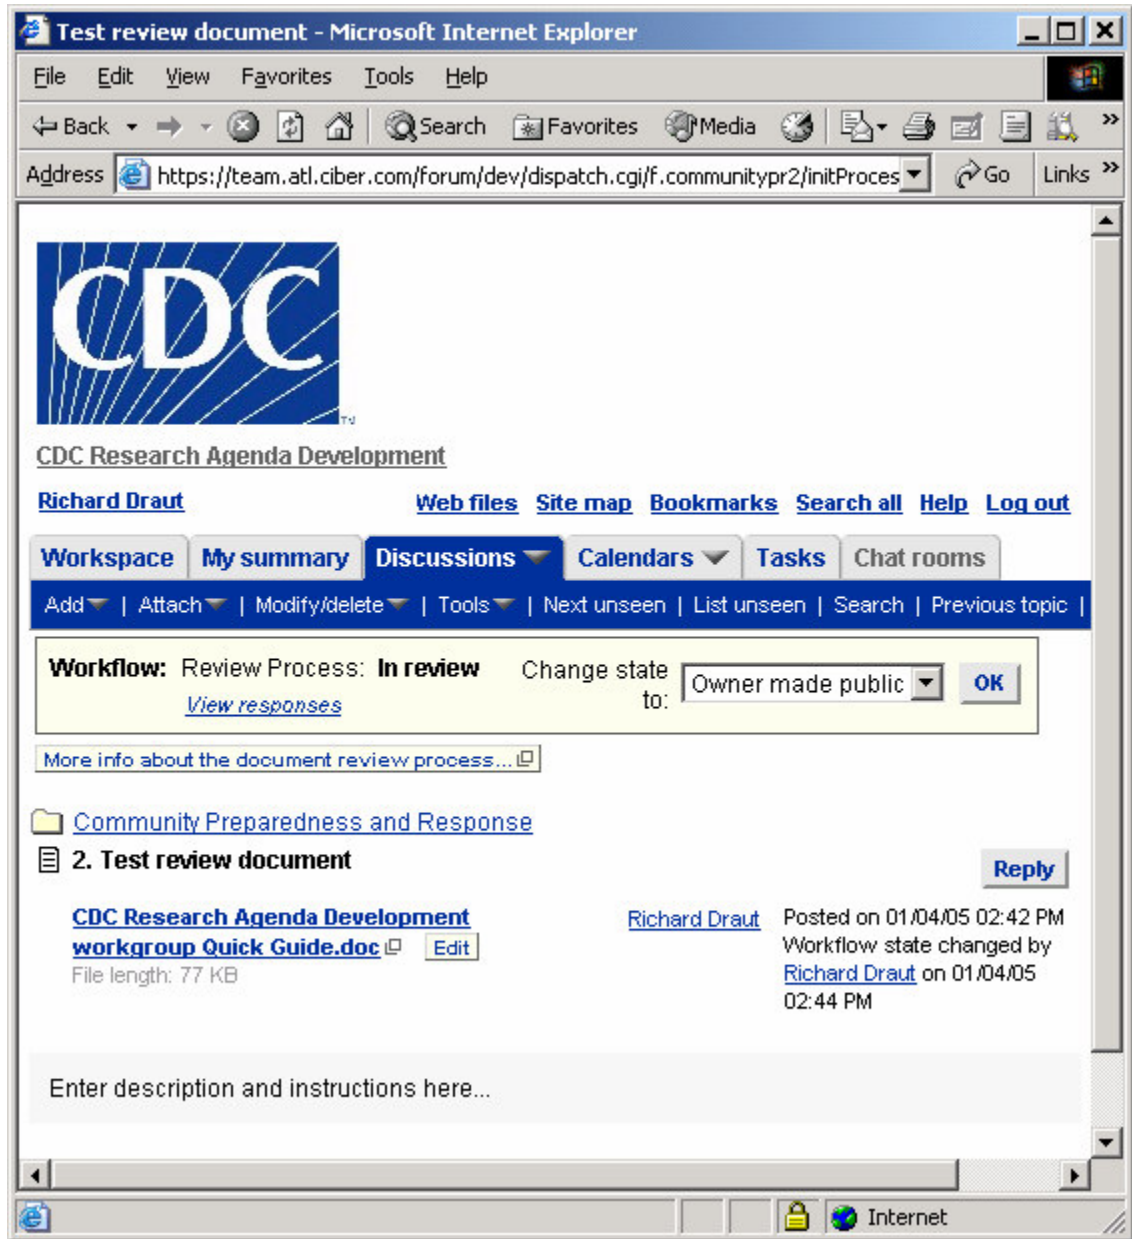 Test review document - Microsoft Internet Explorer
File Edit View Favorites Tools Help
Back Search Favorites Media »
Address https://team.atl.ciber.com/forum/dev/dispatch.cgi/f.communitypr2/initProces Go Links »
CDC
TM
CDC Research Agenda Development
Richard Draut Web files Site map Bookmarks Search all Help Log out
Workspace My summary Discussions Calendars Tasks Chat rooms
Add | Attach | Modify/delete | Tools | Next unseen | List unseen | Search | Previous topic |
Workflow: Review Process: In review Change state to: Owner made public OK
View responses
More info about the document review process...
Community Preparedness and Response
2. Test review document
Reply
CDC Research Agenda Development Richard Draut Posted on 01/04/05 02:42 PM
workgroup Quick Guide.doc Edit Workflow state changed by
File length: 77 KB Richard Draut on 01/04/05
02:44 PM
Enter description and instructions here...
Internet